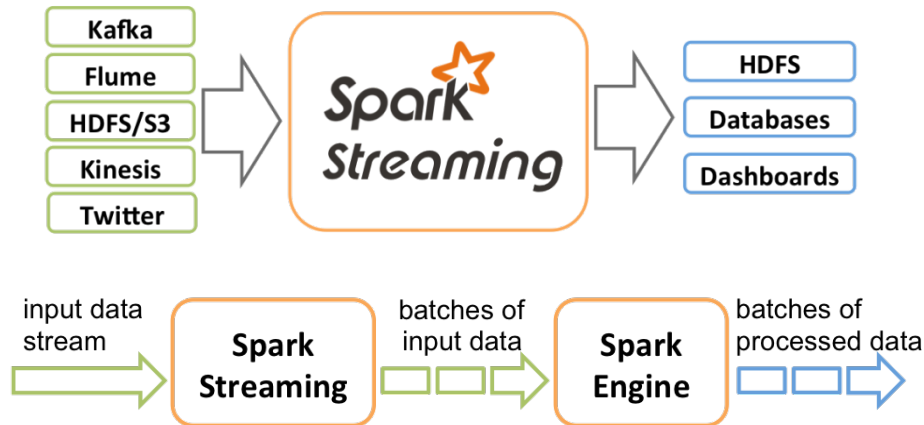 Kafka
Flume
HDFS/S3
Kinesis
Twitter
Spark
Streaming
HDFS
Databases
Dashboards
input data
stream
Spark
Streaming
batches of
input data
Spark
Engine
batches of
processed data